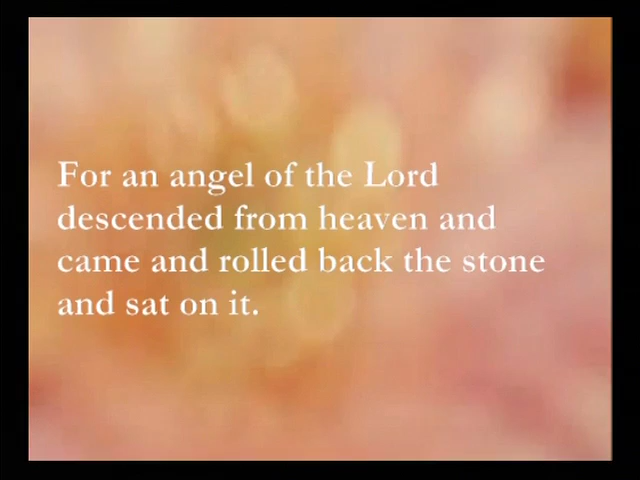 For an angel of the Lord
descended from heaven and
came and rolled back the stone
and sat on it.